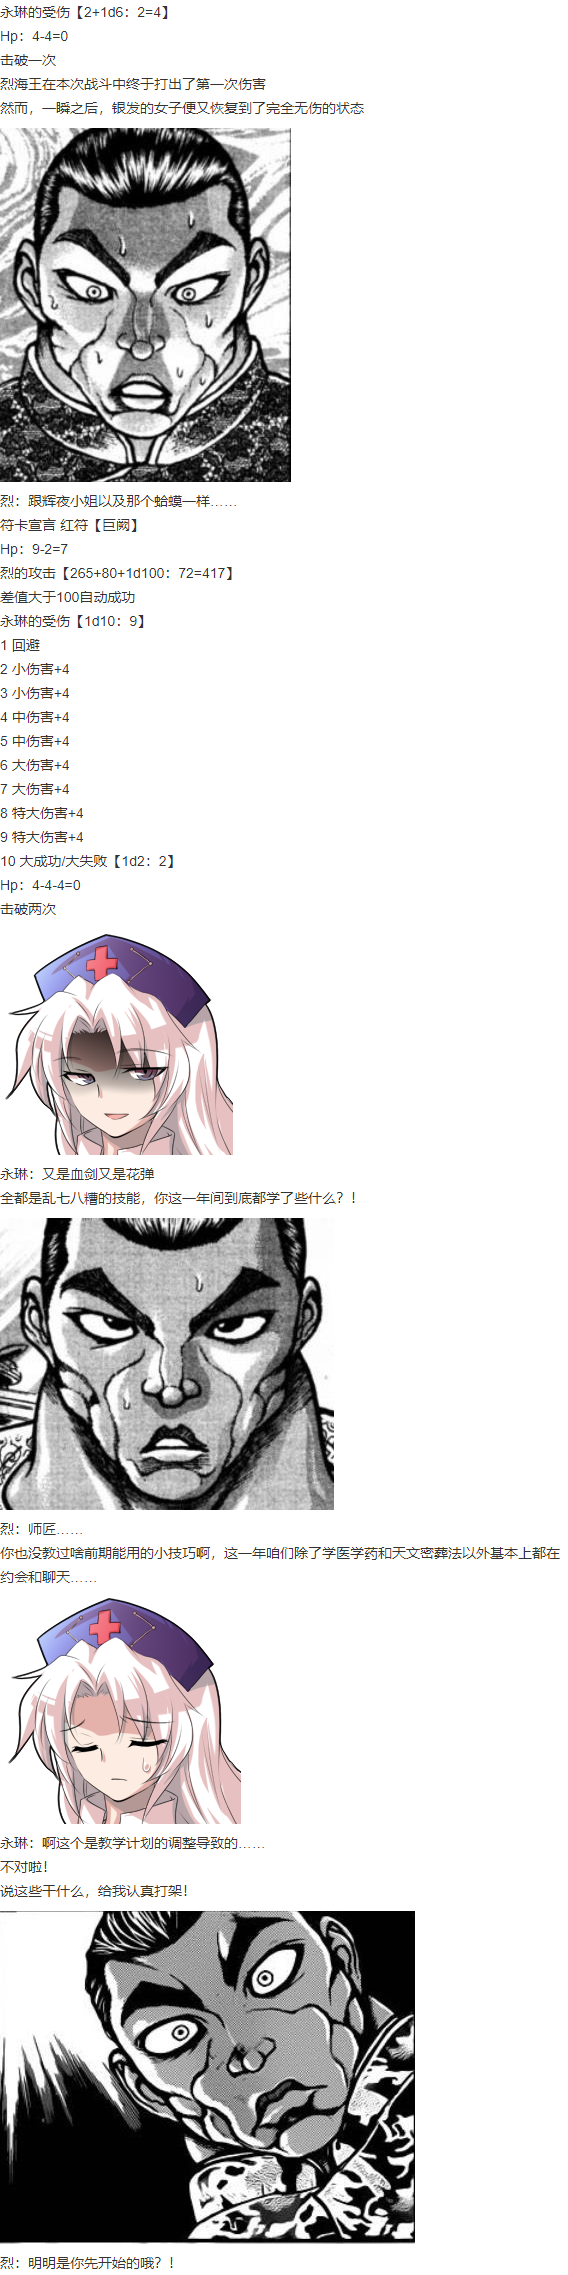 永琳的受伤【2+1d6：2=4】
Hp：4-4=0
击破一次
烈海王在本次战斗中终于打出了第一次伤害
然而，一瞬之后，银发的女子便又恢复到了完全无伤的状态
烈：跟辉夜小姐以及那个蛤蟆一样……
符卡宣言 红符【巨阙】
Hp：9-2=7
烈的攻击【265+80+1d100：72=417】
差值大于100自动成功
永琳的受伤【1d10：9】
1 回避
2 小伤害+4
3 小伤害+4
4 中伤害+4
5 中伤害+4
6 大伤害+4
7 大伤害+4
8 特大伤害+4
9 特大伤害+4
10 大成功/大失败【1d2：2】
Hp：4-4-4=0
击破两次
永琳：又是血剑又是花弹
全都是乱七八糟的技能，你这一年间到底都学了些什么？！
烈：师匠……
你也没教过啥前期能用的小技巧啊，这一年咱们除了学医学药和天文密葬法以外基本上都在
约会和聊天……
永琳：啊这个是教学计划的调整导致的……
不对啦！
说这些干什么，给我认真打架！
烈：明明是你先开始的哦？！